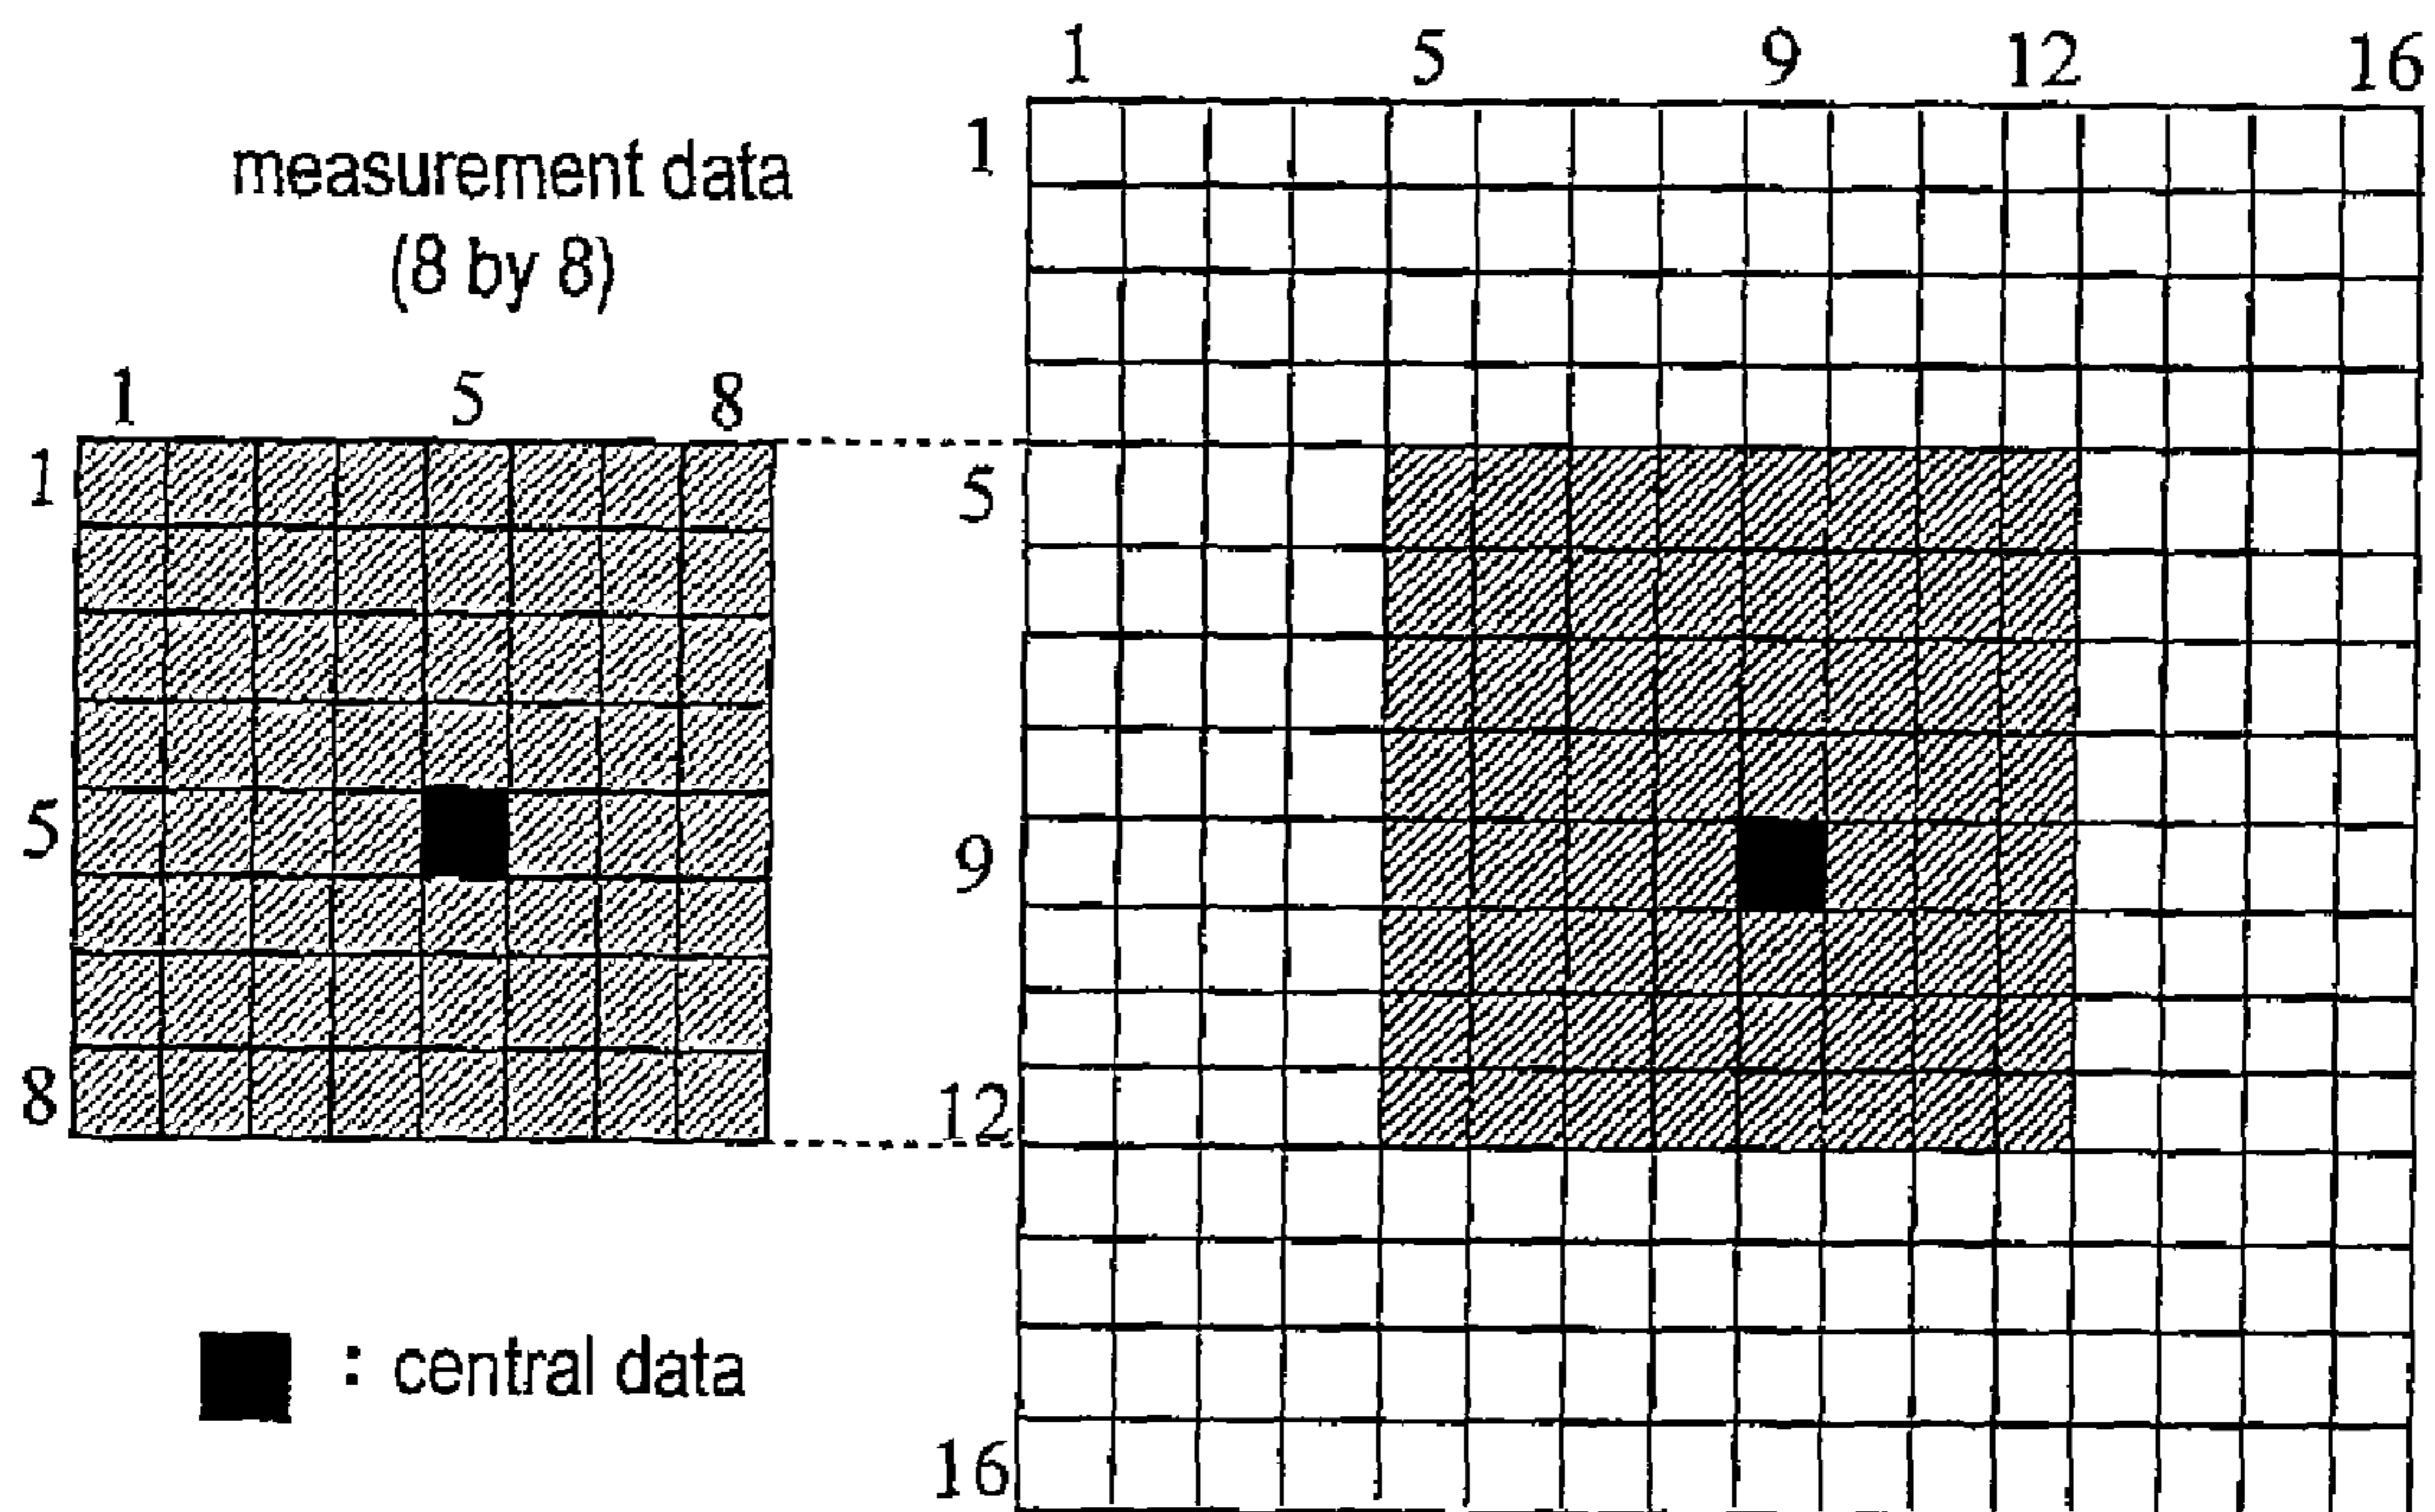 measurement data
(8 by 8)
1 5 8
1
5
8
: central data
1 5 9 12 16
1
5
9
12
16